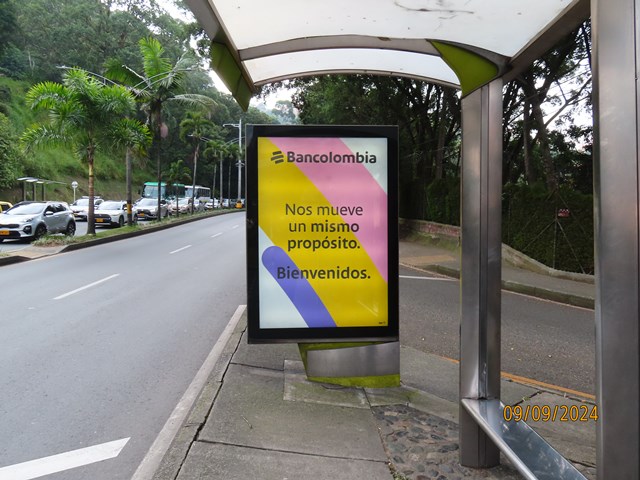 Bancolombia
Nos mueve
un mismo
propósito.
Bienvenidos.
09/09/2024